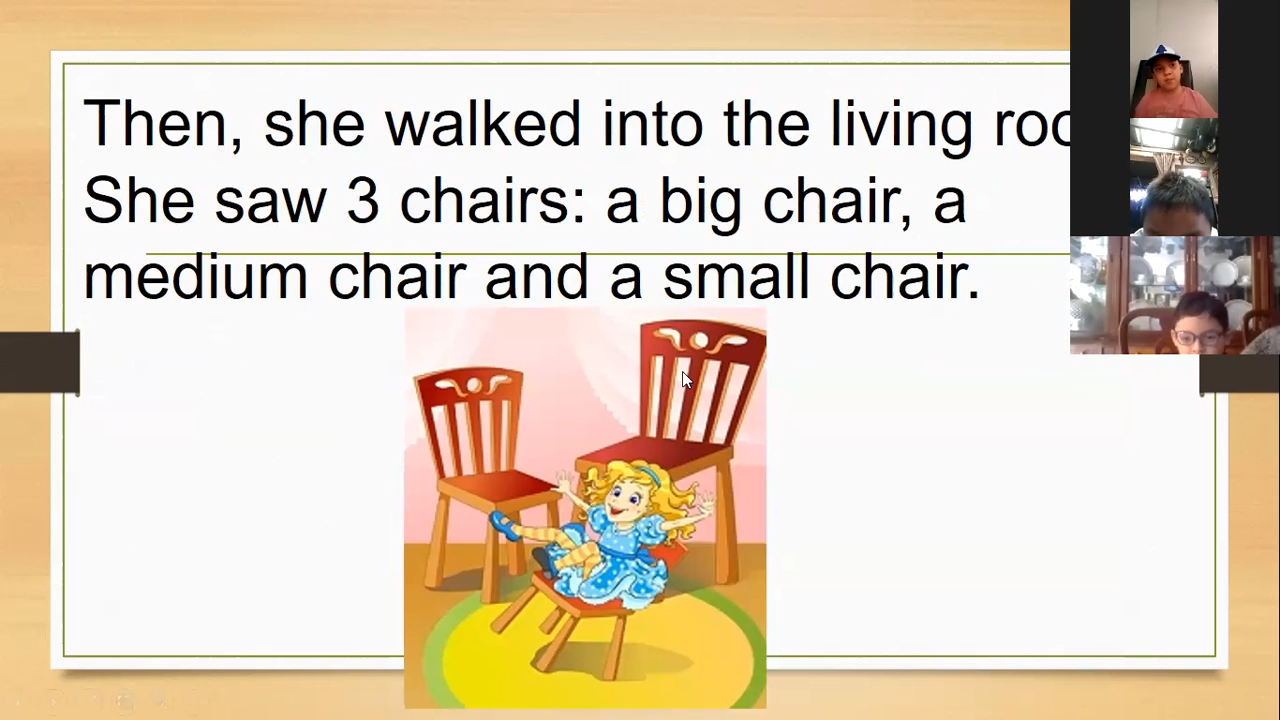 Then, she walked into the living
She saw 3 chairs: a big chair, a
medium chair and a small chair.